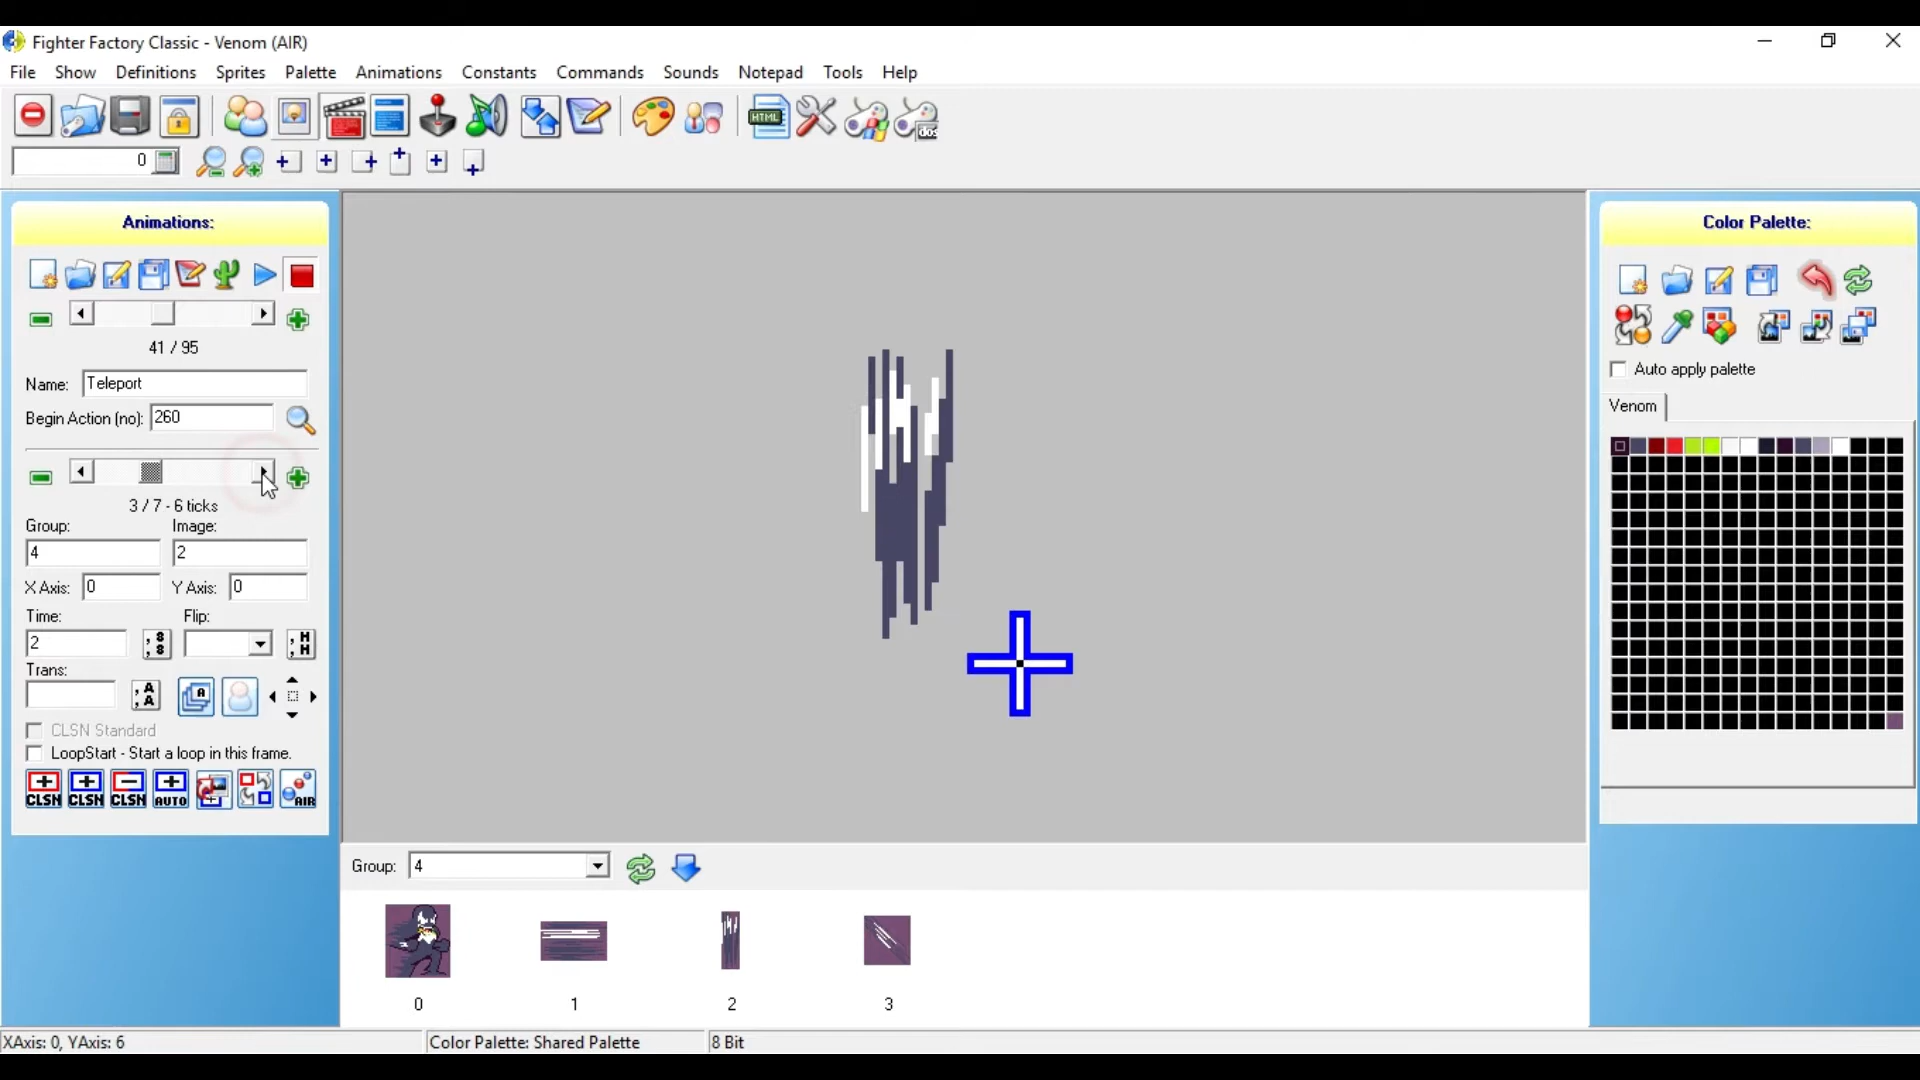 Fighter Factory Classic - Venom (AIR)
File Show Definitions Sprites Palette Animations Constants Commands Sounds Notepad Tools Help
HTML
dos
0
Animations:
41 / 95
Name: Teleport
Begin Action (no): 260
3 / 7 - 6 ticks
Group: Image:
4 2
X Axis: 0 Y Axis: 0
Time: Flip:
2
Trans:
CLSN Standard
LoopStart - Start a loop in this frame.
CLSN CLSN CLSN AUTO AIR
Group: 4
0 1 2 3
Color Palette:
Auto apply palette
Venom
XAxis: 0, YAxis: 6 Color Palette: Shared Palette 8 Bit